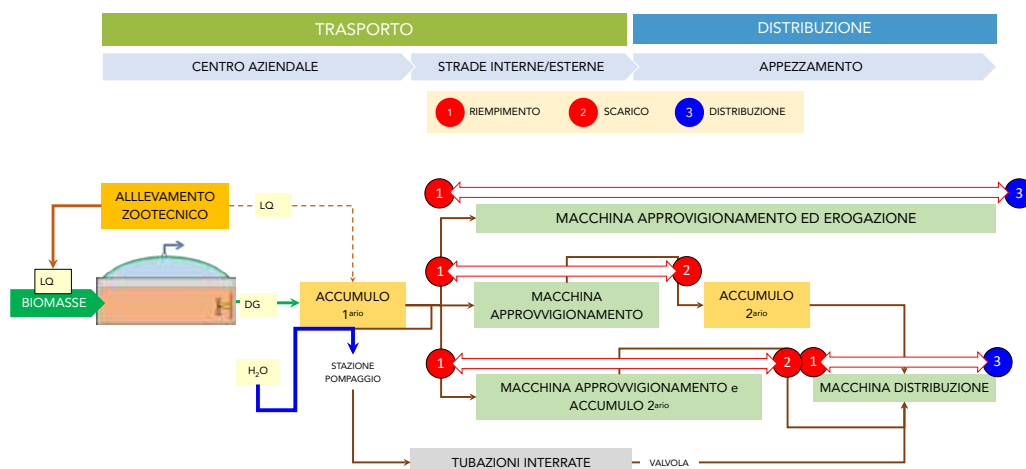 TRASPORTO
DISTRIBUZIONE
CENTRO AZIENDALE
STRADE INTERNE/ESTERNE
APPEZZAMENTO
1 RIEMPIMENTO
2 SCARICO
3 DISTRIBUZIONE
ALLLEVAMENTO
ZOOTECNICO
LQ
1
3
MACCHINA APPROVIGIONAMENTO ED EROGAZIONE
LQ
BIOMASSE
DG
ACCUMULO
1ario
1
2
MACCHINA
APPROVVIGIONAMENTO
ACCUMULO
2ario
H2O
STAZIONE
POMPAGGIO
1
2
1
3
MACCHINA APPROVVIGIONAMENTO e
ACCUMULO 2ario
MACCHINA DISTRIBUZIONE
TUBAZIONI INTERRATE
VALVOLA